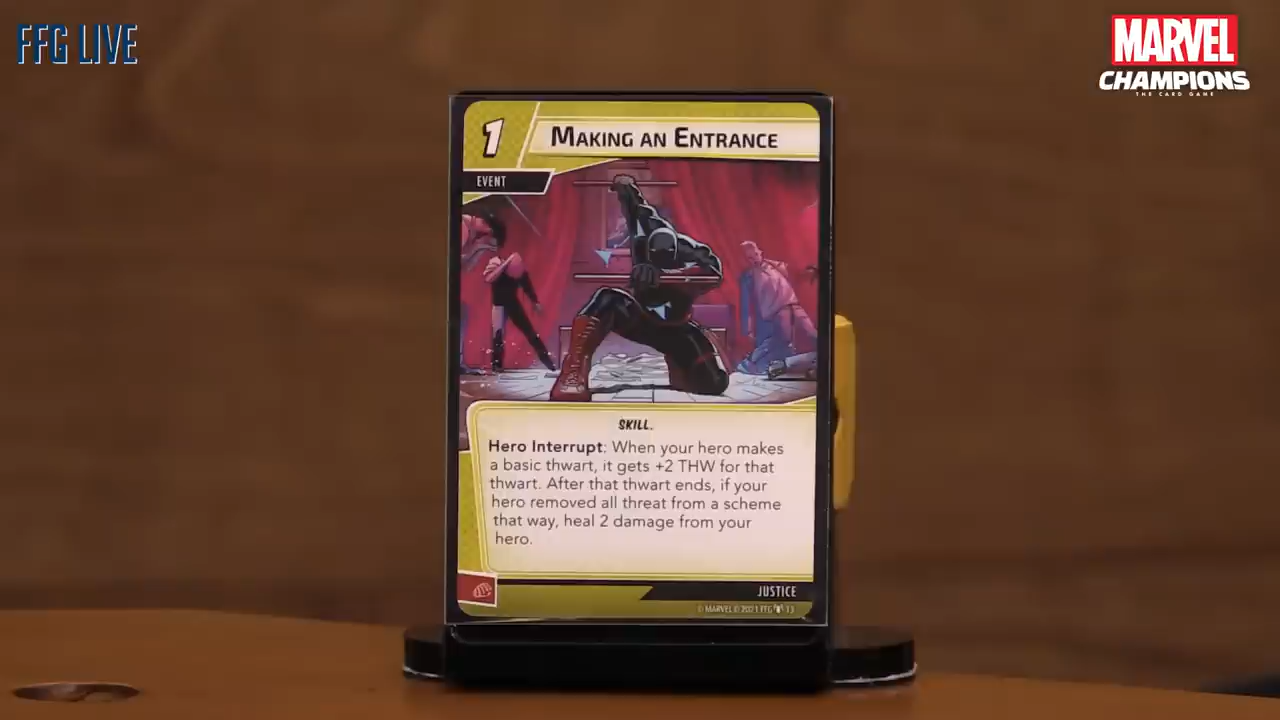 FFG LIVE
MARVEL
CHAMPIONS
THE CARD GAME
1
MAKING AN ENTRANCE
EVENT
SKILL.
Hero Interrupt: When your hero makes
a basic thwart, it gets +2 THW for that
thwart. After that thwart ends, if your
hero removed all threat from a scheme
that way, heal 2 damage from your
hero.
JUSTICE
© MARVEL © 2021 FFG 13